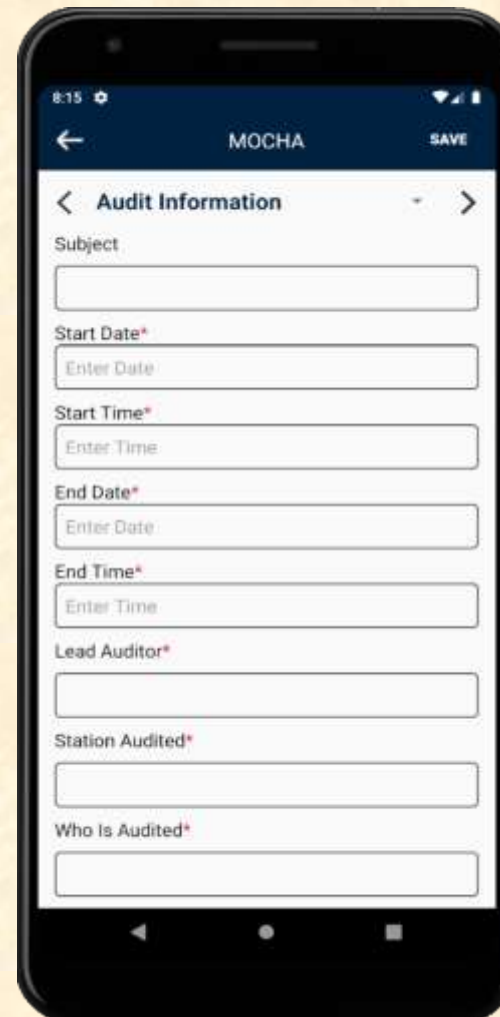 8:15
MOCHA SAVE
Audit Information
Subject
Start Date*
Enter Date
Start Time*
Enter Time
End Date*
Enter Date
End Time*
Enter Time
Lead Auditor*
Station Audited*
Who Is Audited*